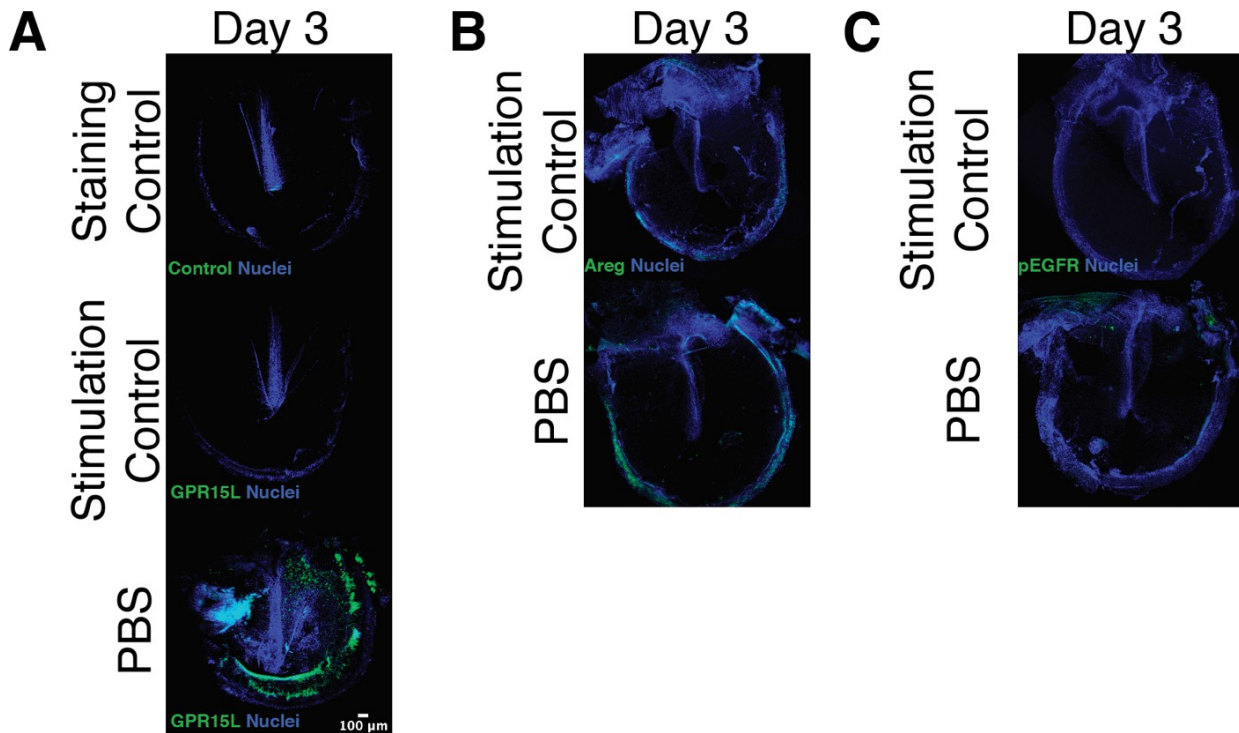 A
Day 3
Staining
Control
Control Nuclei
Stimulation
Control
GPR15L Nuclei
PBS
GPR15L Nuclei
100 µm
B
Day 3
Stimulation
Control
Areg Nuclei
PBS
C
Day 3
Stimulation
Control
pEGFR Nuclei
PBS